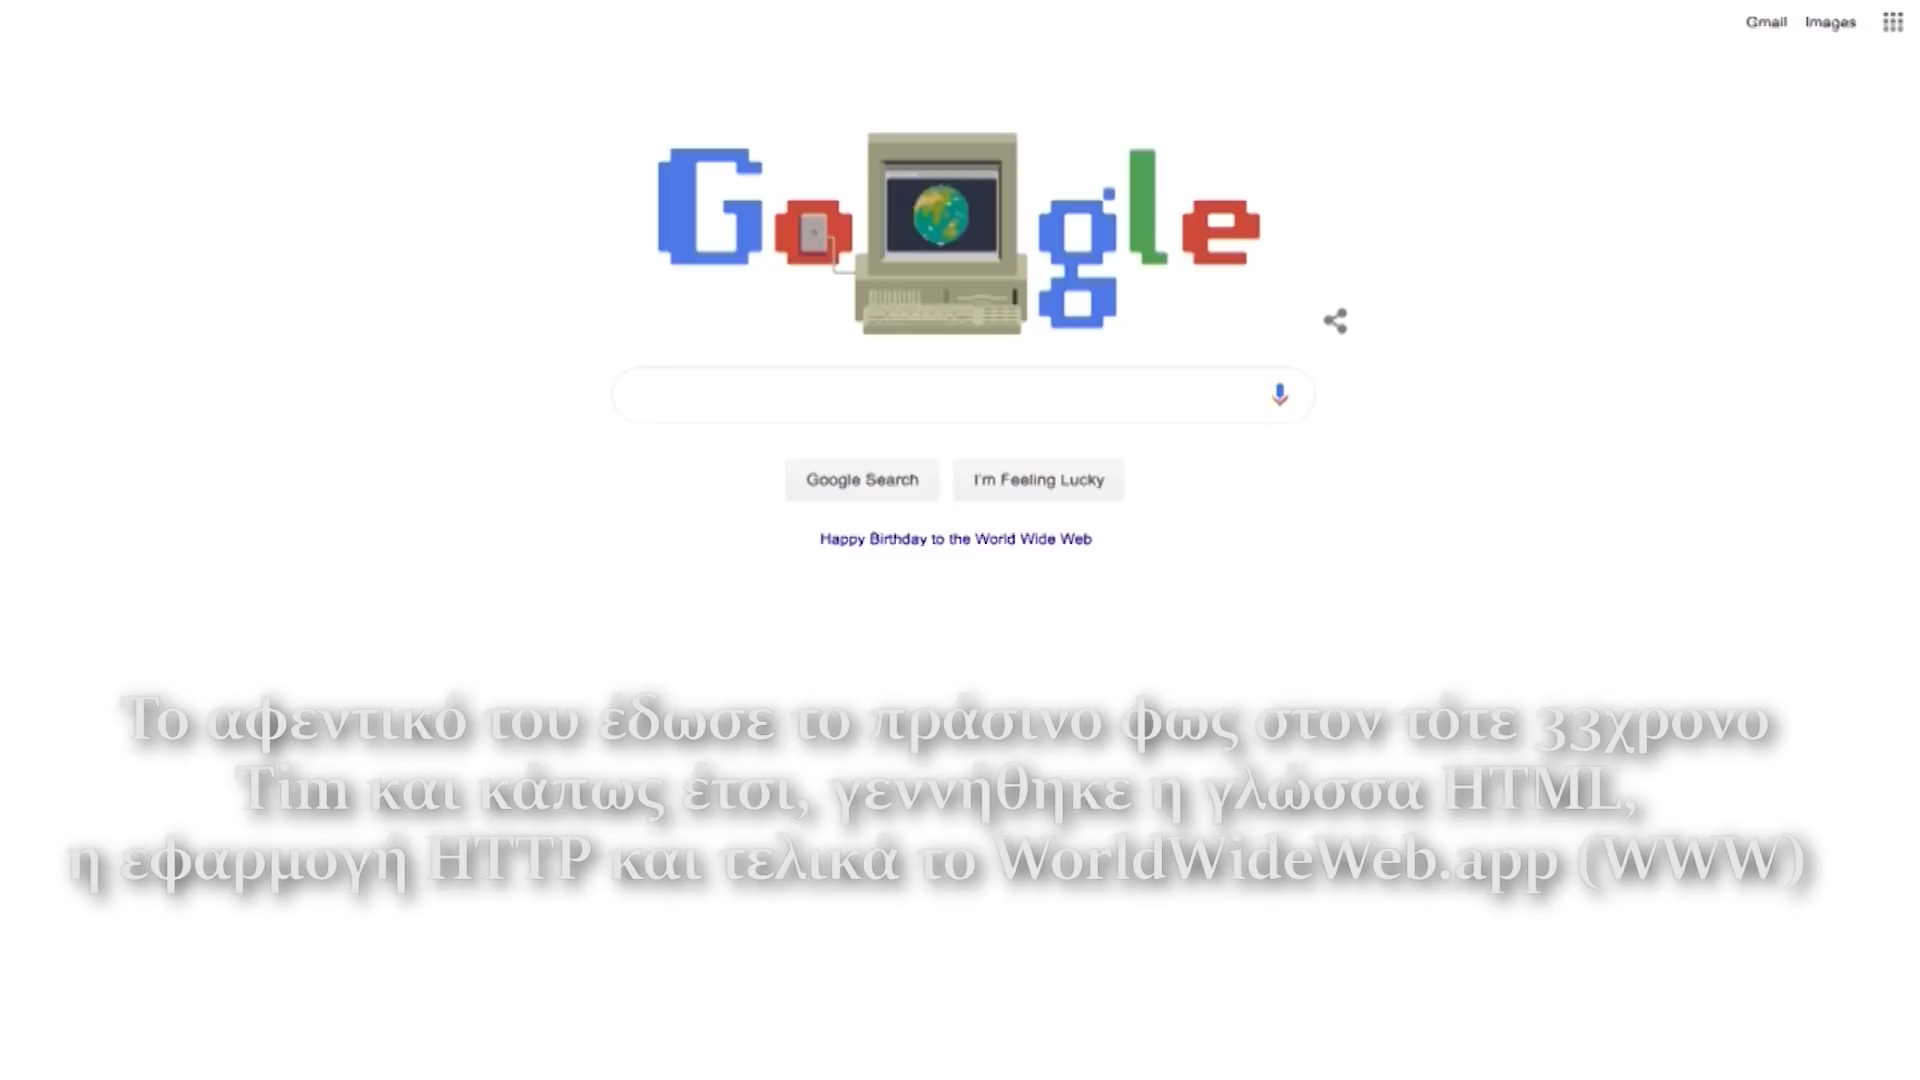 Gmail Images
Google
Google Search I'm Feeling Lucky
Happy Birthday to the World Wide Web
Το αφεντικό του έδωσε το πράσινο φως στον τότε 33χρονο
Tim και κάπως έτσι, γεννήθηκε η γλώσσα HTML,
η εφαρμογή HTTP και τελικά το WorldWideWeb.app (WWW)